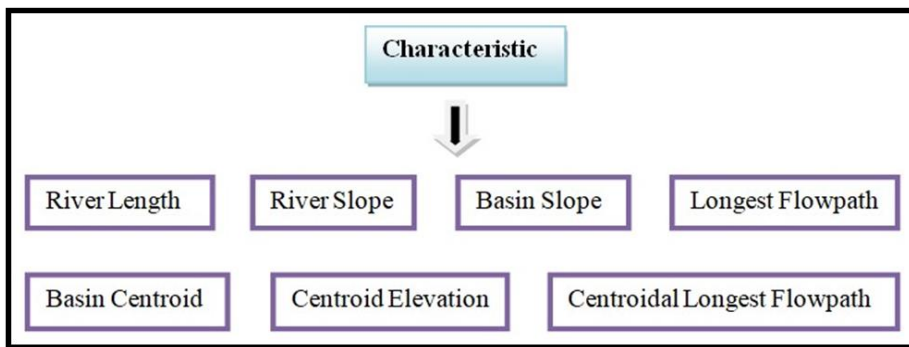 Characteristic
River Length
River Slope
Basin Slope
Longest Flowpath
Basin Centroid
Centroid Elevation
Centroidal Longest Flowpath